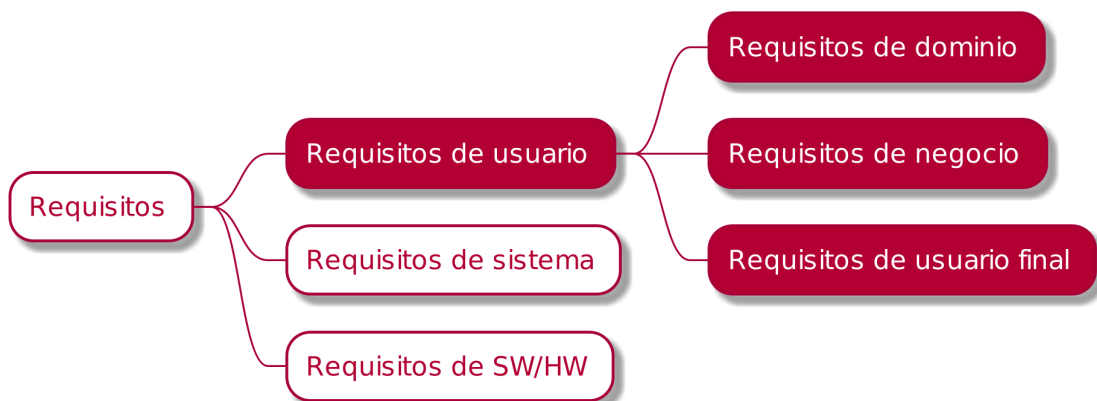 Requisitos
Requisitos de usuario
Requisitos de dominio
Requisitos de negocio
Requisitos de usuario final
Requisitos de sistema
Requisitos de SW/HW